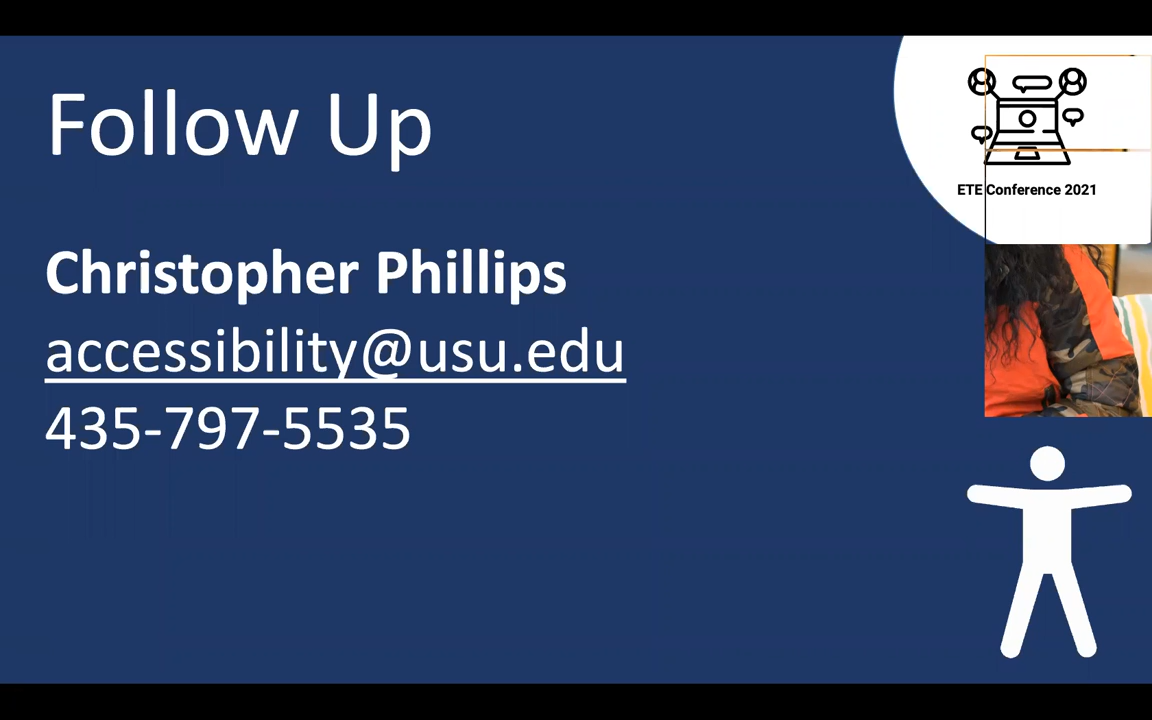 Follow Up
ETE Conference 2021
Christopher Phillips
accessibility@usu.edu
435-797-5535